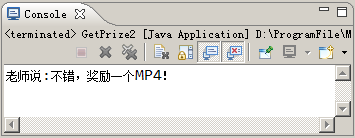 Console
<terminated> GetPrize2 [Java Application] D:\ProgramFile\M
老师说:不错，奖励一个MP4!